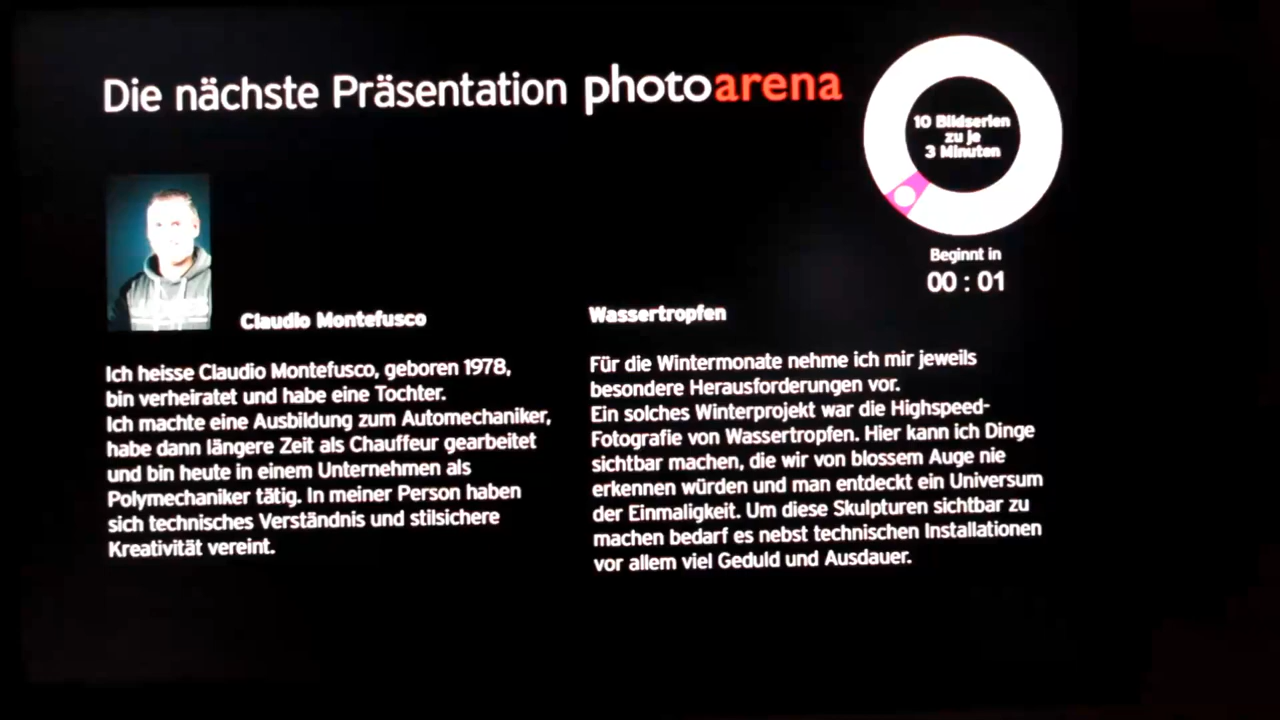 Die nächste Präsentation photoarena
10 Bildserien
zu je
3 Minuten
Beginnt in
00 : 01
Claudio Montefusco
Ich heisse Claudio Montefusco, geboren 1978,
bin verheiratet und habe eine Tochter.
Ich machte eine Ausbildung zum Automechaniker,
habe dann längere Zeit als Chauffeur gearbeitet
und bin heute in einem Unternehmen als
Polymechaniker tätig. In meiner Person haben
sich technisches Verständnis und stilsichere
Kreativität vereint.
Wassertropfen
Für die Wintermonate nehme ich mir jeweils
besondere Herausforderungen vor.
Ein solches Winterprojekt war die Highspeed-
Fotografie von Wassertropfen. Hier kann ich Dinge
sichtbar machen, die wir von blossem Auge nie
erkennen würden und man entdeckt ein Universum
der Einmaligkeit. Um diese Skulpturen sichtbar zu
machen bedarf es nebst technischen Installationen
vor allem viel Geduld und Ausdauer.